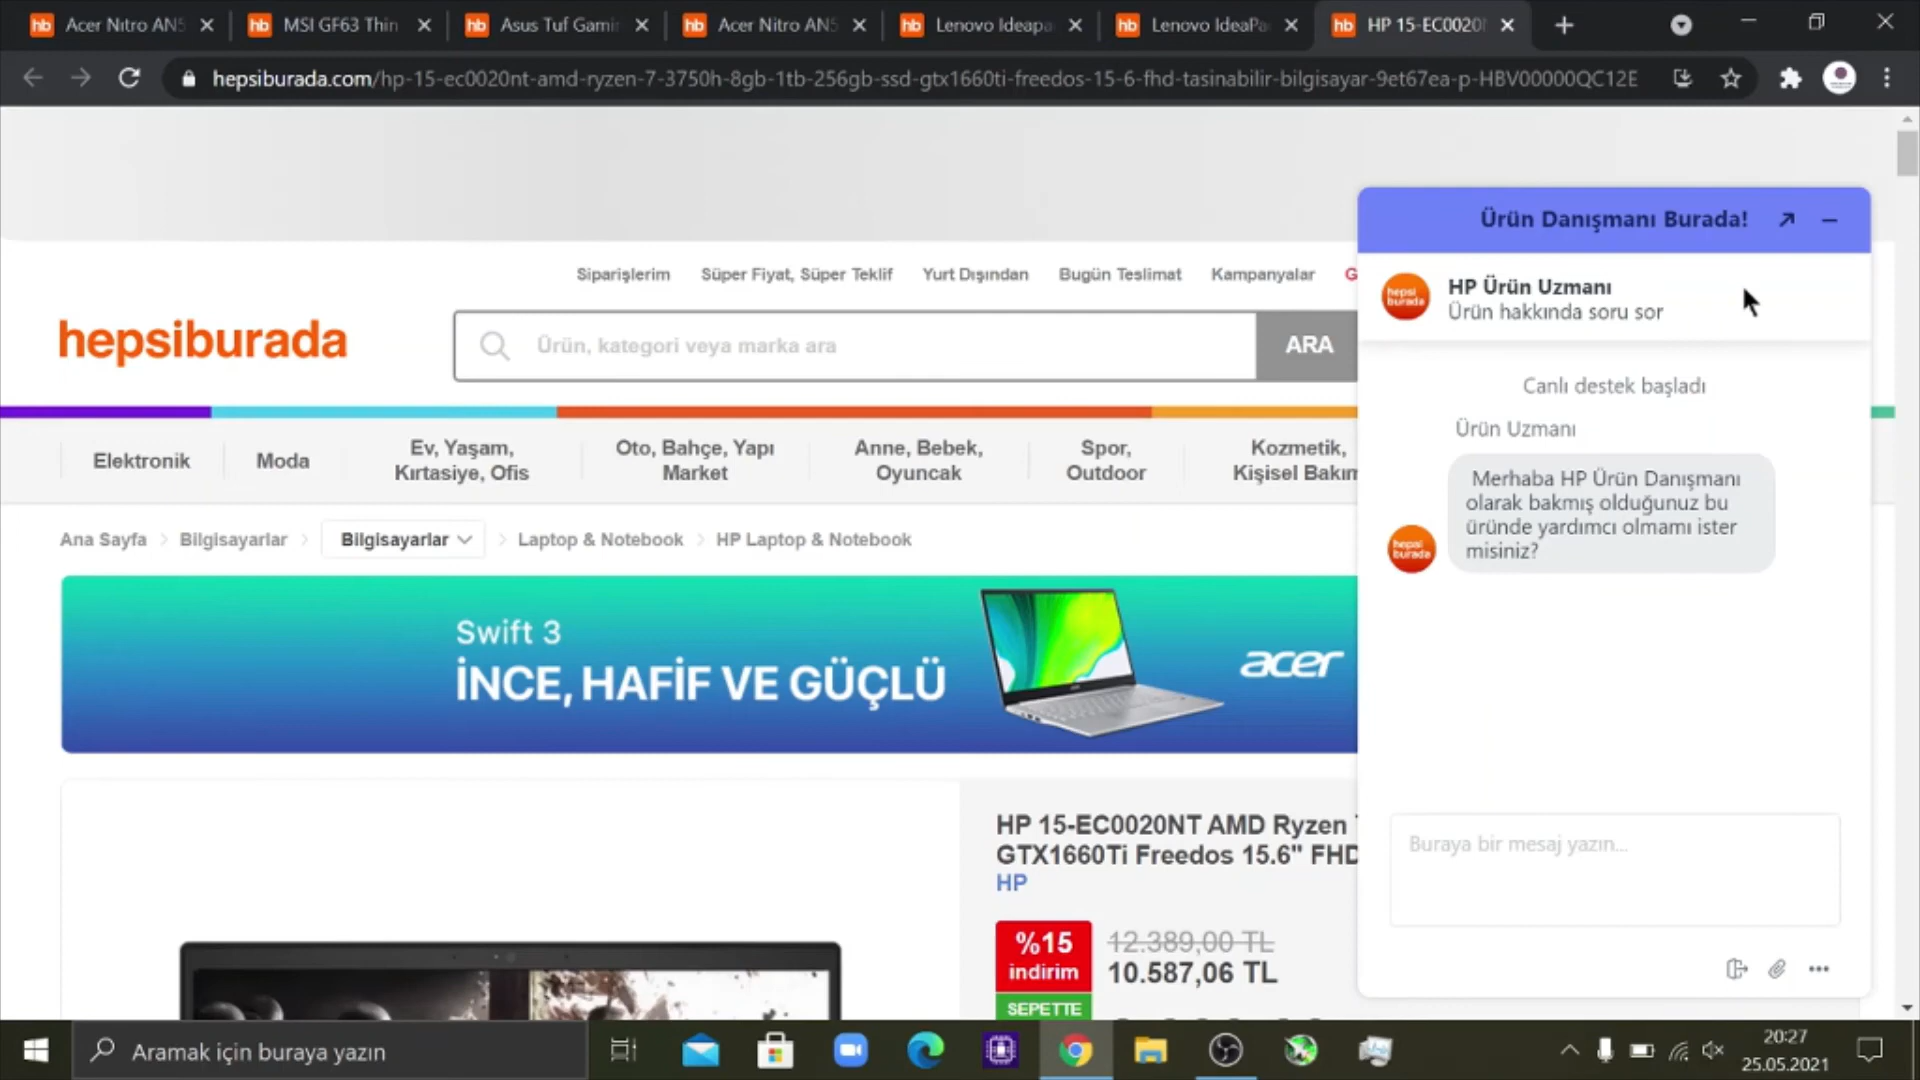 Acer Nitro AN5
MSI GF63 Thin
Asus Tuf Gamin
Acer Nitro AN5
Lenovo Ideapa
Lenovo IdeaPa
HP 15-EC0020N
hepsiburada.com/hp-15-ec0020nt-amd-ryzen-7-3750h-8gb-1tb-256gb-ssd-gtx1660ti-freedos-15-6-fhd-tasinabilir-bilgisayar-9et67ea-p-HBV00000QC12E
Siparişlerim
Süper Fiyat, Süper Teklif
Yurt Dışından
Bugün Teslimat
Kampanyalar
G
hepsiburada
Ürün, kategori veya marka ara
ARA
Elektronik
Moda
Ev, Yaşam,
Kırtasiye, Ofis
Oto, Bahçe, Yapı
Market
Anne, Bebek,
Oyuncak
Spor,
Outdoor
Kozmetik,
Kişisel Bakım
Ana Sayfa
Bilgisayarlar
Bilgisayarlar
Laptop & Notebook
HP Laptop & Notebook
Swift 3
İNCE, HAFİF VE GÜÇLÜ
acer
HP 15-EC0020NT AMD Ryzen
GTX1660Ti Freedos 15.6" FHD
HP
%15
indirim
12.389,00 TL
10.587,06 TL
SEPETTE
Ürün Danışmanı Burada!
hepsi
burada
HP Ürün Uzmanı
Ürün hakkında soru sor
Canlı destek başladı
Ürün Uzmanı
Merhaba HP Ürün Danışmanı
olarak bakmış olduğunuz bu
üründe yardımcı olmamı ister
misiniz?
hepsi
burada
Buraya bir mesaj yazın...
Aramak için buraya yazın
20:27
25.05.2021